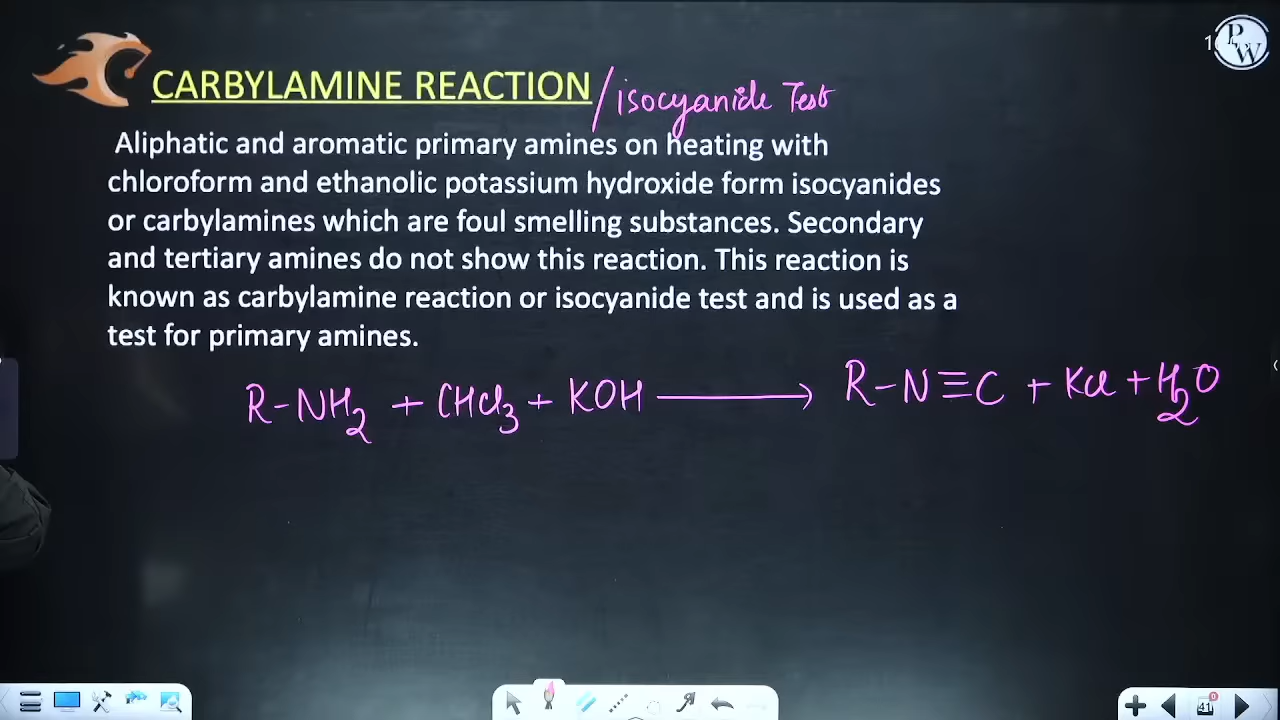 CARBYLAMINE REACTION/isocyanide Test
Aliphatic and aromatic primary amines on heating with
chloroform and ethanolic potassium hydroxide form isocyanides
or carbylamines which are foul smelling substances. Secondary
and tertiary amines do not show this reaction. This reaction is
known as carbylamine reaction or isocyanide test and is used as a
test for primary amines.
R-NH₂ + CHCl₃ + KOH ⟶ R-N≡C + KCl + H₂O
1
PW
41